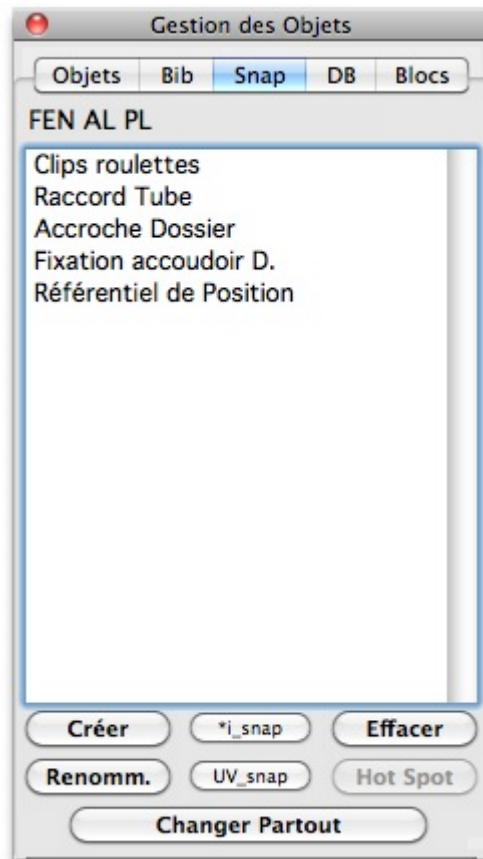 Gestion des Objets
Objets Bib Snap DB Blocs
FEN AL PL
Clips roulettes
Raccord Tube
Accroche Dossier
Fixation accoudoir D.
Référentiel de Position
Créer *i_snap Effacer
Renomm. UV_snap Hot Spot
Changer Partout